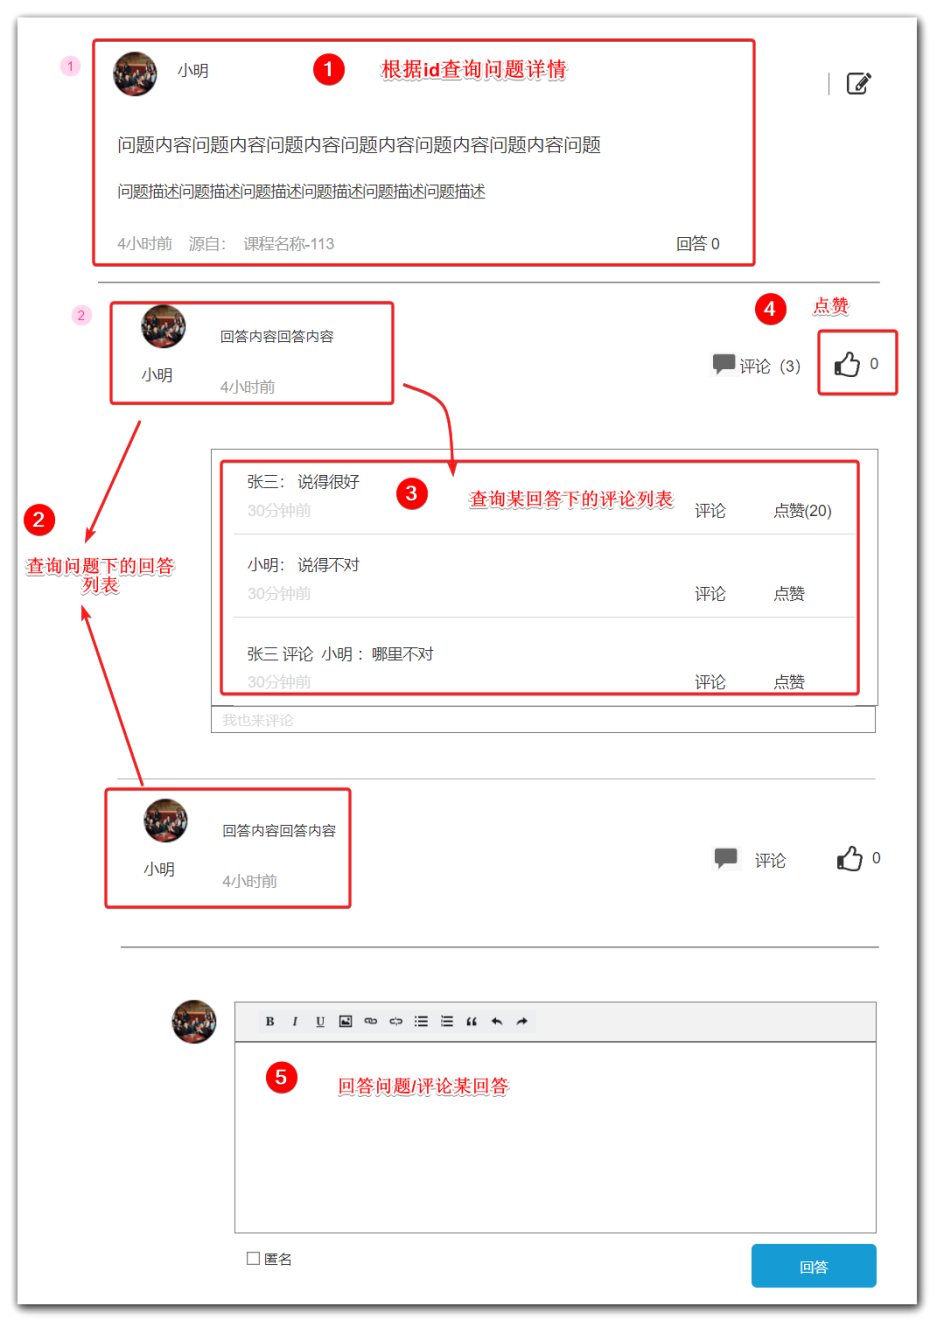 1
小明
1
根据id查询问题详情
问题内容问题内容问题内容问题内容问题内容问题内容问题
问题描述问题描述问题描述问题描述问题描述问题描述
4小时前 源自： 课程名称-113
回答 0
2
回答内容回答内容
小明
4小时前
4
点赞
评论（3）
0
张三： 说得很好
30分钟前
3
查询某回答下的评论列表
评论
点赞(20)
2
查询问题下的回答
列表
小明： 说得不对
30分钟前
评论
点赞
张三 评论 小明 ： 哪里不对
30分钟前
评论
点赞
我也来评论
回答内容回答内容
小明
4小时前
评论
0
B I U
5
回答问题/评论某回答
匿名
回答